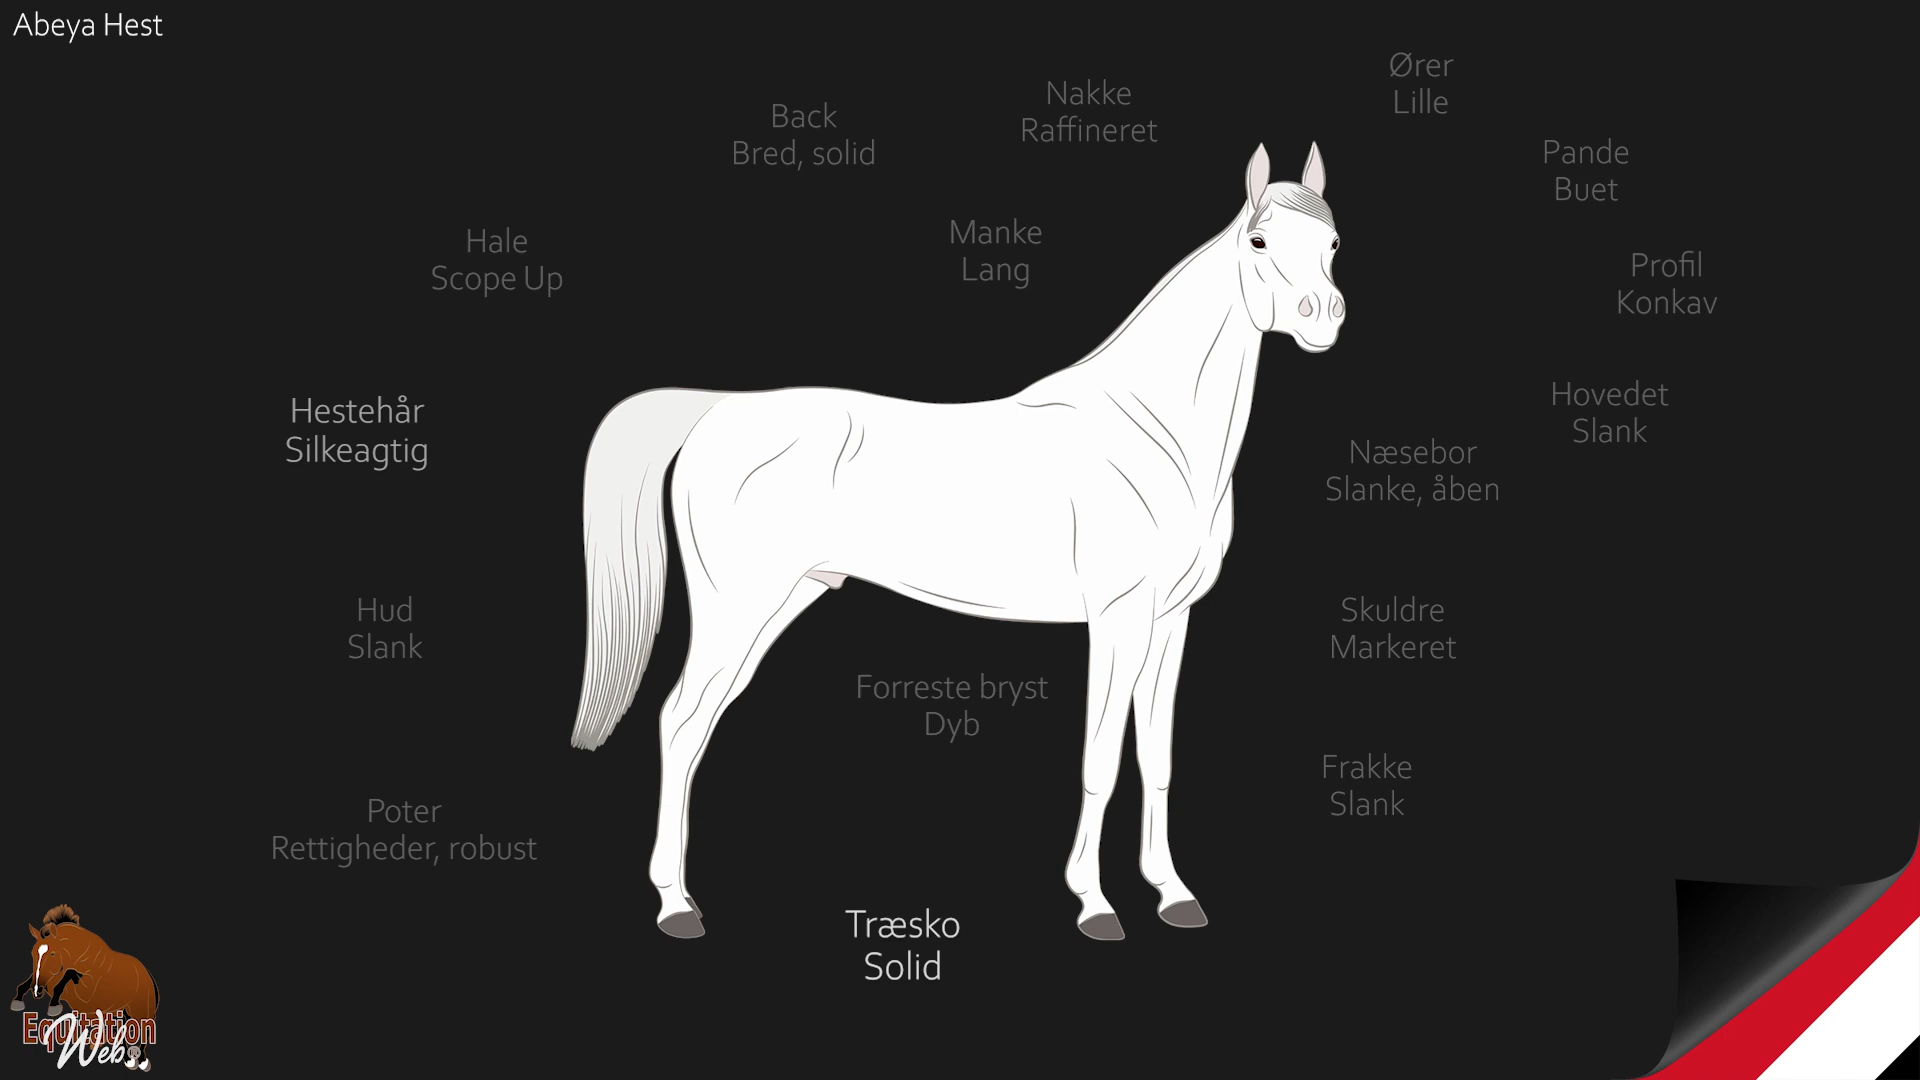 Abeya Hest
Ører
Lille
Nakke
Raffineret
Back
Bred, solid
Pande
Buet
Manke
Lang
Hale
Scope Up
Profil
Konkav
Hestehår
Silkeagtig
Hovedet
Slank
Næsebor
Slanke, åben
Hud
Slank
Skuldre
Markeret
Forreste bryst
Dyb
Frakke
Slank
Poter
Rettigheder, robust
Træsko
Solid
Equitation
Web®